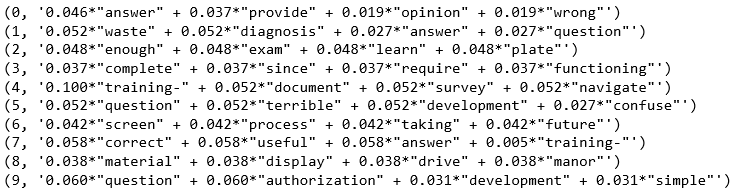 (0, '0.046*"answer" + 0.037*"provide" + 0.019*"opinion" + 0.019*"wrong"')
(1, '0.052*"waste" + 0.052*"diagnosis" + 0.027*"answer" + 0.027*"question"')
(2, '0.048*"enough" + 0.048*"exam" + 0.048*"learn" + 0.048*"plate"')
(3, '0.037*"complete" + 0.037*"since" + 0.037*"require" + 0.037*"functioning"')
(4, '0.100*"training-" + 0.052*"document" + 0.052*"survey" + 0.052*"navigate"')
(5, '0.052*"question" + 0.052*"terrible" + 0.052*"development" + 0.027*"confuse"')
(6, '0.042*"screen" + 0.042*"process" + 0.042*"taking" + 0.042*"future"')
(7, '0.058*"correct" + 0.058*"useful" + 0.058*"answer" + 0.005*"training-"')
(8, '0.038*"material" + 0.038*"display" + 0.038*"drive" + 0.038*"manor"')
(9, '0.060*"question" + 0.060*"authorization" + 0.031*"development" + 0.031*"simple"')